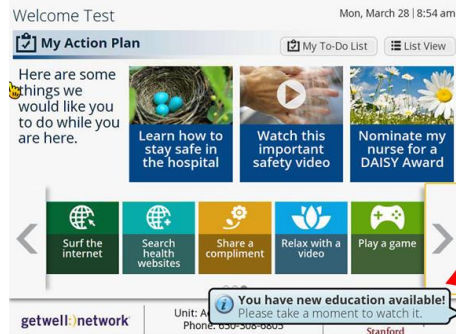 Welcome Test
Mon, March 28 | 8:54 am
My Action Plan
My To-Do List
List View
Here are some
things we
would like you
to do while you
are here.
Learn how to
stay safe in
the hospital
Watch this
important
safety video
Nominate my
nurse for a
DAISY Award
Surf the
internet
Search
health
websites
Share a
compliment
Relax with a
video
Play a game
You have new education available!
Please take a moment to watch it.
getwell:)network
Unit:
Phone: 650-308-6805
Stanford